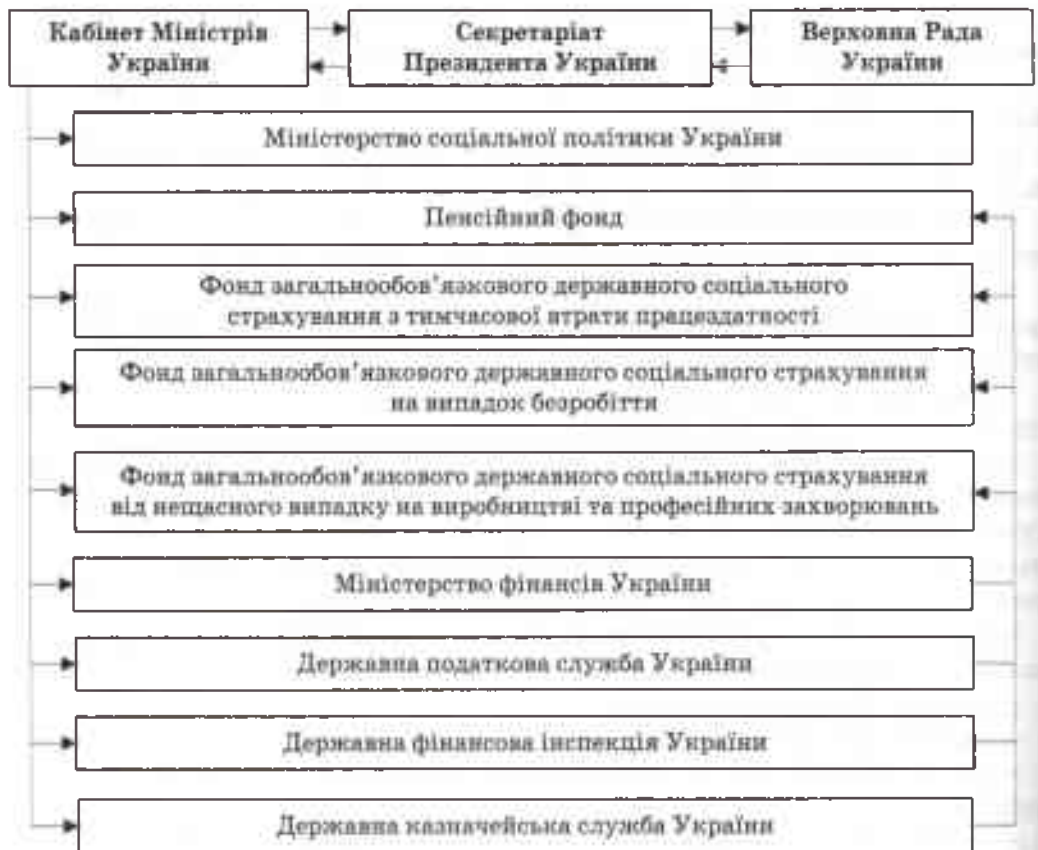 Кабінет Міністрів
України
Секретаріат
Президента України
Верховна Рада
України
Міністерство соціальної політики України
Пенсійний фонд
Фонд загальнообов’язкового державного соціального
страхування з тимчасової втрати працездатності
Фонд загальнообов’язкового державного соціального страхування
на випадок безробіття
Фонд загальнообов’язкового державного соціального страхування
від нещасного випадку на виробництві та професійних захворювань
Міністерство фінансів України
Державна податкова служба України
Державна фінансова інспекція України
Державна казначейська служба України